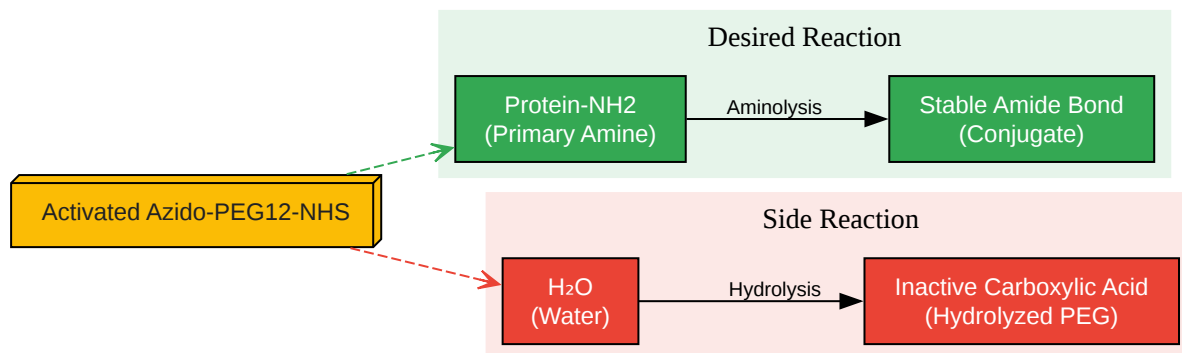 Desired Reaction
Protein-NH2
(Primary Amine)
Aminolysis
Stable Amide Bond
(Conjugate)
Activated Azido-PEG12-NHS
Side Reaction
H₂O
(Water)
Hydrolysis
Inactive Carboxylic Acid
(Hydrolyzed PEG)